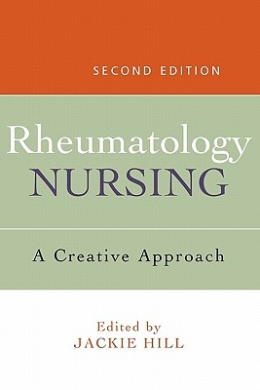 SECOND EDITION
Rheumatology
NURSING
A Creative Approach
Edited by
JACKIE HILL